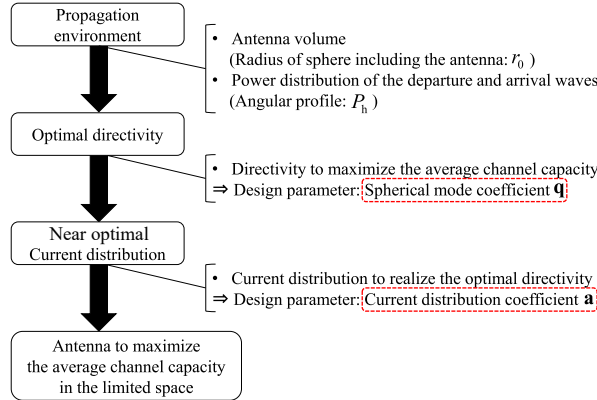 Propagation
environment
• Antenna volume
(Radius of sphere including the antenna: r₀ )
• Power distribution of the departure and arrival waves
(Angular profile: Pₕ )
Optimal directivity
• Directivity to maximize the average channel capacity
⇒ Design parameter: Spherical mode coefficient q
Near optimal
Current distribution
• Current distribution to realize the optimal directivity
⇒ Design parameter: Current distribution coefficient a
Antenna to maximize
the average channel capacity
in the limited space